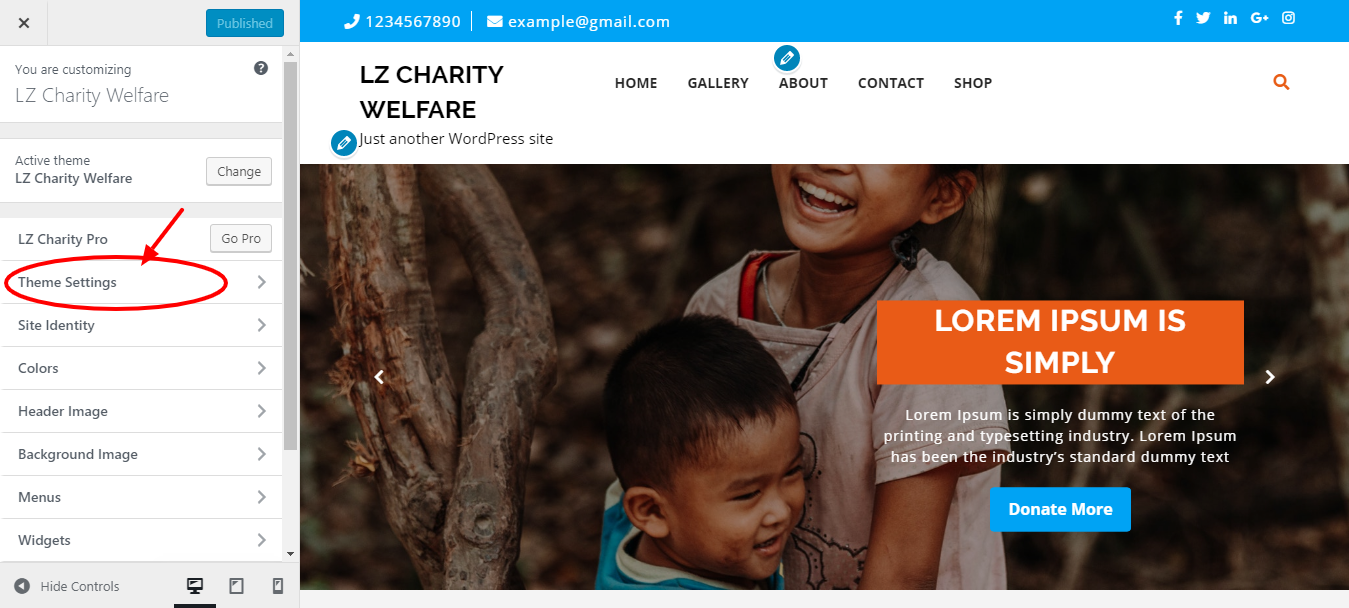 Published
You are customizing
LZ Charity Welfare
Active theme
LZ Charity Welfare
Change
LZ Charity Pro
Go Pro
Theme Settings
Site Identity
Colors
Header Image
Background Image
Menus
Widgets
Hide Controls
1234567890
example@gmail.com
LZ CHARITY
WELFARE
Just another WordPress site
HOME GALLERY ABOUT CONTACT SHOP
LOREM IPSUM IS
SIMPLY
Lorem Ipsum is simply dummy text of the
printing and typesetting industry. Lorem Ipsum
has been the industry’s standard dummy text
Donate More